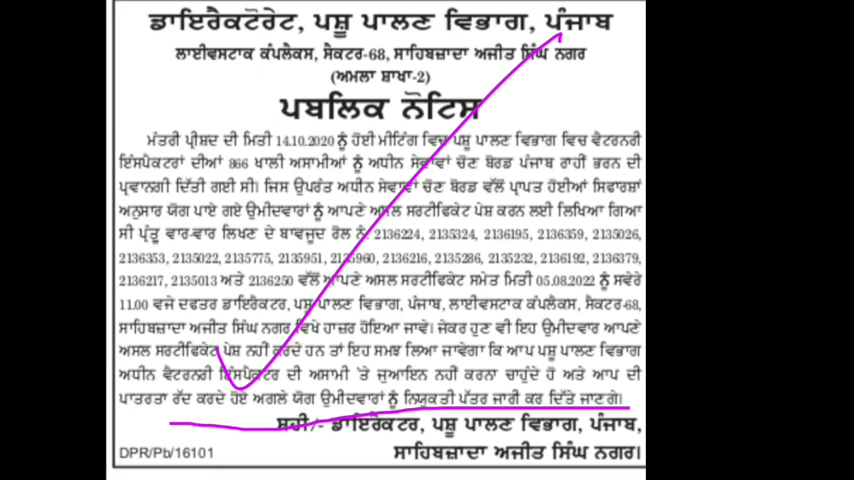 ਡਾਇਰੈਕਟੋਰੇਟ, ਪਸ਼ੂ ਪਾਲਣ ਵਿਭਾਗ, ਪੰਜਾਬ
ਲਾਈਵਸਟਾਕ ਕੰਪਲੈਕਸ, ਸੈਕਟਰ-68, ਸਾਹਿਬਜ਼ਾਦਾ ਅਜੀਤ ਸਿੰਘ ਨਗਰ
(ਅਮਲਾ ਸ਼ਾਖਾ-2)
ਪਬਲਿਕ ਨੋਟਿਸ
ਮੰਤਰੀ ਪ੍ਰੀਸ਼ਦ ਦੀ ਮਿਤੀ 14.10.2020 ਨੂੰ ਹੋਈ ਮੀਟਿੰਗ ਵਿਚ ਪਸ਼ੂ ਪਾਲਣ ਵਿਭਾਗ ਵਿਚ ਵੈਟਰਨਰੀ
ਇੰਸਪੈਕਟਰਾਂ ਦੀਆਂ 866 ਖਾਲੀ ਅਸਾਮੀਆਂ ਨੂੰ ਅਧੀਨ ਸੇਵਾਵਾਂ ਚੋਣ ਬੋਰਡ ਪੰਜਾਬ ਰਾਹੀਂ ਭਰਨ ਦੀ
ਪ੍ਰਵਾਨਗੀ ਦਿੱਤੀ ਗਈ ਸੀ। ਜਿਸ ਉਪਰੰਤ ਅਧੀਨ ਸੇਵਾਵਾਂ ਚੋਣ ਬੋਰਡ ਵੱਲੋਂ ਪ੍ਰਾਪਤ ਹੋਈਆਂ ਸਿਫਾਰਸ਼ਾਂ
ਅਨੁਸਾਰ ਯੋਗ ਪਾਏ ਗਏ ਉਮੀਦਵਾਰਾਂ ਨੂੰ ਆਪਣੇ ਅਸਲ ਸਰਟੀਫਿਕੇਟ ਪੇਸ਼ ਕਰਨ ਲਈ ਲਿਖਿਆ ਗਿਆ
ਸੀ ਪ੍ਰੰਤੂ ਵਾਰ-ਵਾਰ ਲਿਖਣ ਦੇ ਬਾਵਜੂਦ ਰੋਲ ਨੰ: 2136224, 2135324, 2136195, 2136359, 2135026,
2136353, 2135022, 2135775, 2135951, 2135960, 2136216, 2135286, 2135232, 2136192, 2136379,
2136217, 2135013 ਅਤੇ 2136250 ਵੱਲੋਂ ਆਪਣੇ ਅਸਲ ਸਰਟੀਫਿਕੇਟ ਸਮੇਤ ਮਿਤੀ 05.08.2022 ਨੂੰ ਸਵੇਰੇ
11.00 ਵਜੇ ਦਫਤਰ ਡਾਇਰੈਕਟਰ, ਪਸ਼ੂ ਪਾਲਣ ਵਿਭਾਗ, ਪੰਜਾਬ, ਲਾਈਵਸਟਾਕ ਕੰਪਲੈਕਸ, ਸੈਕਟਰ-68,
ਸਾਹਿਬਜ਼ਾਦਾ ਅਜੀਤ ਸਿੰਘ ਨਗਰ ਵਿਖੇ ਹਾਜ਼ਰ ਹੋਇਆ ਜਾਵੇ। ਜੇਕਰ ਹੁਣ ਵੀ ਇਹ ਉਮੀਦਵਾਰ ਆਪਣੇ
ਅਸਲ ਸਰਟੀਫਿਕੇਟ ਪੇਸ਼ ਨਹੀਂ ਕਰਦੇ ਹਨ ਤਾਂ ਇਹ ਸਮਝ ਲਿਆ ਜਾਵੇਗਾ ਕਿ ਆਪ ਪਸ਼ੂ ਪਾਲਣ ਵਿਭਾਗ
ਅਧੀਨ ਵੈਟਰਨਰੀ ਇੰਸਪੈਕਟਰ ਦੀ ਅਸਾਮੀ 'ਤੇ ਜੁਆਇਨ ਨਹੀਂ ਕਰਨਾ ਚਾਹੁੰਦੇ ਹੋ ਅਤੇ ਆਪ ਦੀ
ਪਾਤਰਤਾ ਰੱਦ ਕਰਦੇ ਹੋਏ ਅਗਲੇ ਯੋਗ ਉਮੀਦਵਾਰਾਂ ਨੂੰ ਨਿਯੁਕਤੀ ਪੱਤਰ ਜਾਰੀ ਕਰ ਦਿੱਤੇ ਜਾਣਗੇ।
ਸਹੀ/- ਡਾਇਰੈਕਟਰ, ਪਸ਼ੂ ਪਾਲਣ ਵਿਭਾਗ, ਪੰਜਾਬ,
ਸਾਹਿਬਜ਼ਾਦਾ ਅਜੀਤ ਸਿੰਘ ਨਗਰ।
DPR/Pb/16101